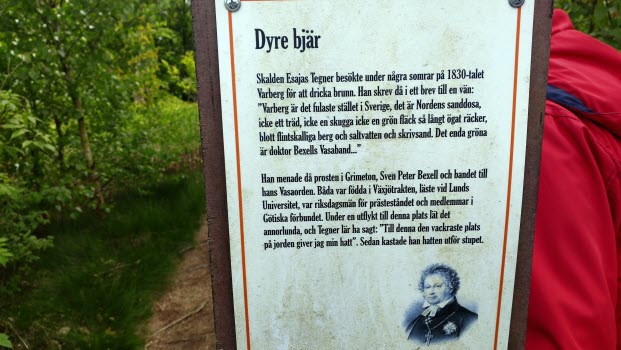 Dyre bjär
Skalden Esajas Tegner besökte under några somrar på 1830-talet
Varberg för att dricka brunn. Han skrev då i ett brev till en vän:
"Varberg är det fulaste stället i Sverige, det är Nordens sanddosa,
icke ett träd, icke en skugga icke en grön fläck så långt ögat räcker,
blott flintskalliga berg och saltvatten och skrivsand. Det enda gröna
är doktor Bexells Vasaband..."
Han menade då prosten i Grimeton, Sven Peter Bexell och bandet till
hans Vasaorden. Båda var födda i Växjötrakten, läste vid Lunds
Universitet, var riksdagsmän för prästeståndet och medlemmar i
Götiska förbundet. Under en utflykt till denna plats lät det
annorlunda, och Tegner lär ha sagt: "Till denna den vackraste plats
på jorden giver jag min hatt". Sedan kastade han hatten utför stupet.